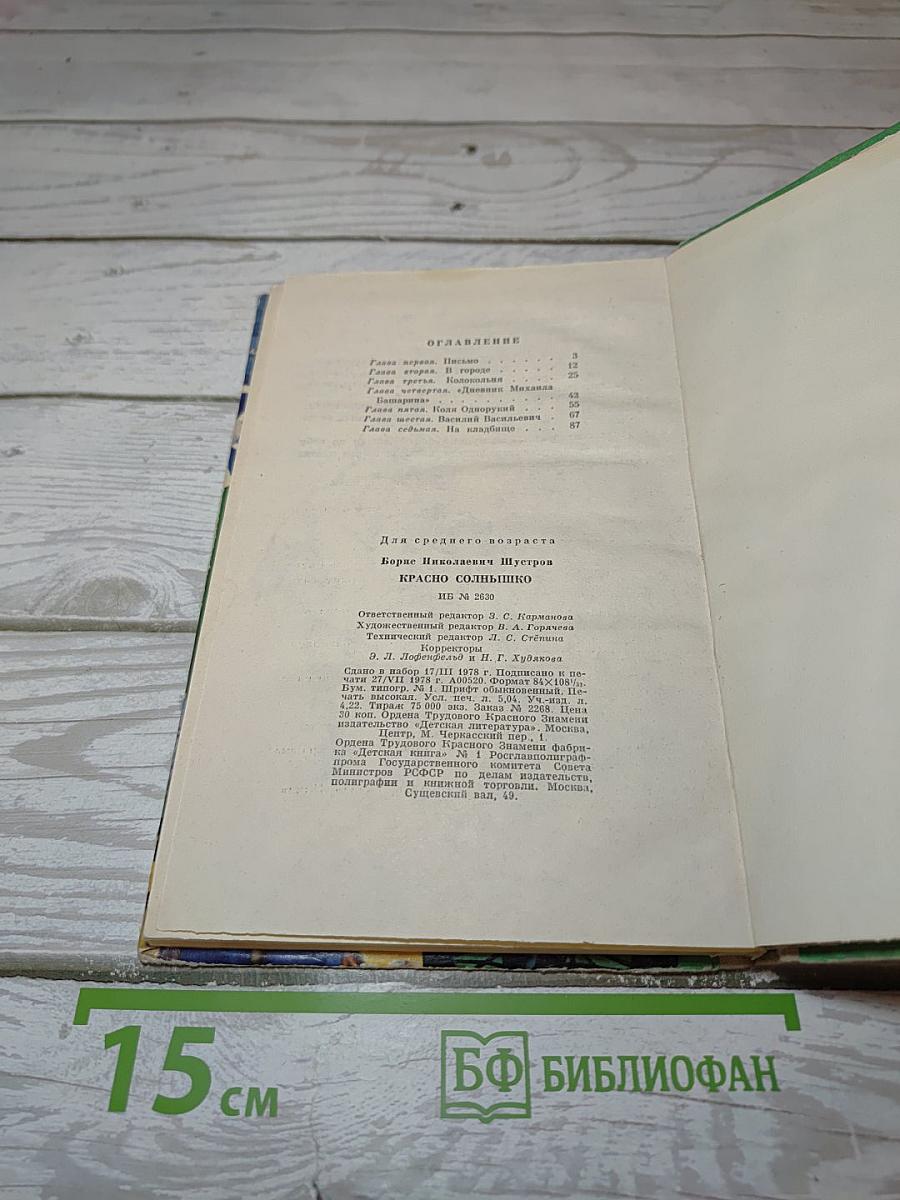 ОГЛАВЛЕНИЕ
Глава первая. Письмо . . . . . . 3
Глава вторая. В городе . . . . . 12
Глава третья. Колокольня . . . . 25
Глава четвертая. «Дневник Михаила
Башарина» . . . . . . . . . . 42
Глава пятая. Коля Однорукий . . . 55
Глава шестая. Василий Васильевич . 67
Глава седьмая. На кладбище . . . 87
Для среднего возраста
Борис Николаевич Шустров
КРАСНО СОЛНЫШКО
ИБ № 2630
Ответственный редактор З. С. Карманова
Художественный редактор В. А. Горячева
Технический редактор Л. С. Стёпина
Корректоры
Э. Л. Лофенфельд и Н. Г. Худякова
Сдано в набор 17/III 1978 г. Подписано к пе-
чати 27/VII 1978 г. А00520. Формат 84×108¹/₃₂.
Бум. типогр. № 1. Шрифт обыкновенный. Пе-
чать высокая. Усл. печ. л. 5,04. Уч.-изд. л.
4,22. Тираж 75 000 экз. Заказ № 2268. Цена
30 коп. Ордена Трудового Красного Знамени
издательство «Детская литература». Москва,
Центр, М. Черкасский пер., 1.
Ордена Трудового Красного Знамени фабри-
ка «Детская книга» № 1 Росглавполиграф-
прома Государственного комитета Совета
Министров РСФСР по делам издательств,
полиграфии и книжной торговли. Москва,
Сущевский вал, 49.
15 см
БФ БИБЛИОФАН